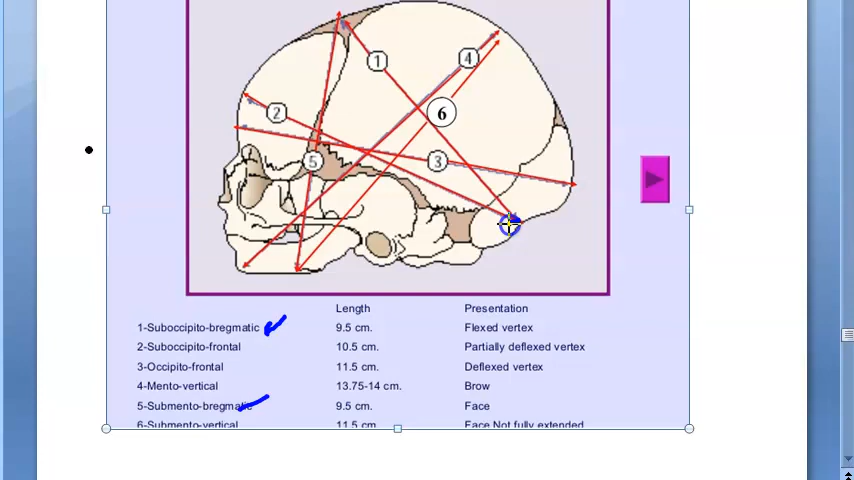 1
4
2
6
5
3
Length Presentation
1-Suboccipito-bregmatic 9.5 cm. Flexed vertex
2-Suboccipito-frontal 10.5 cm. Partially deflexed vertex
3-Occipito-frontal 11.5 cm. Deflexed vertex
4-Mento-vertical 13.75-14 cm. Brow
5-Submento-bregmatic 9.5 cm. Face
6-Submento-vertical 11.5 cm Face Not fully extended